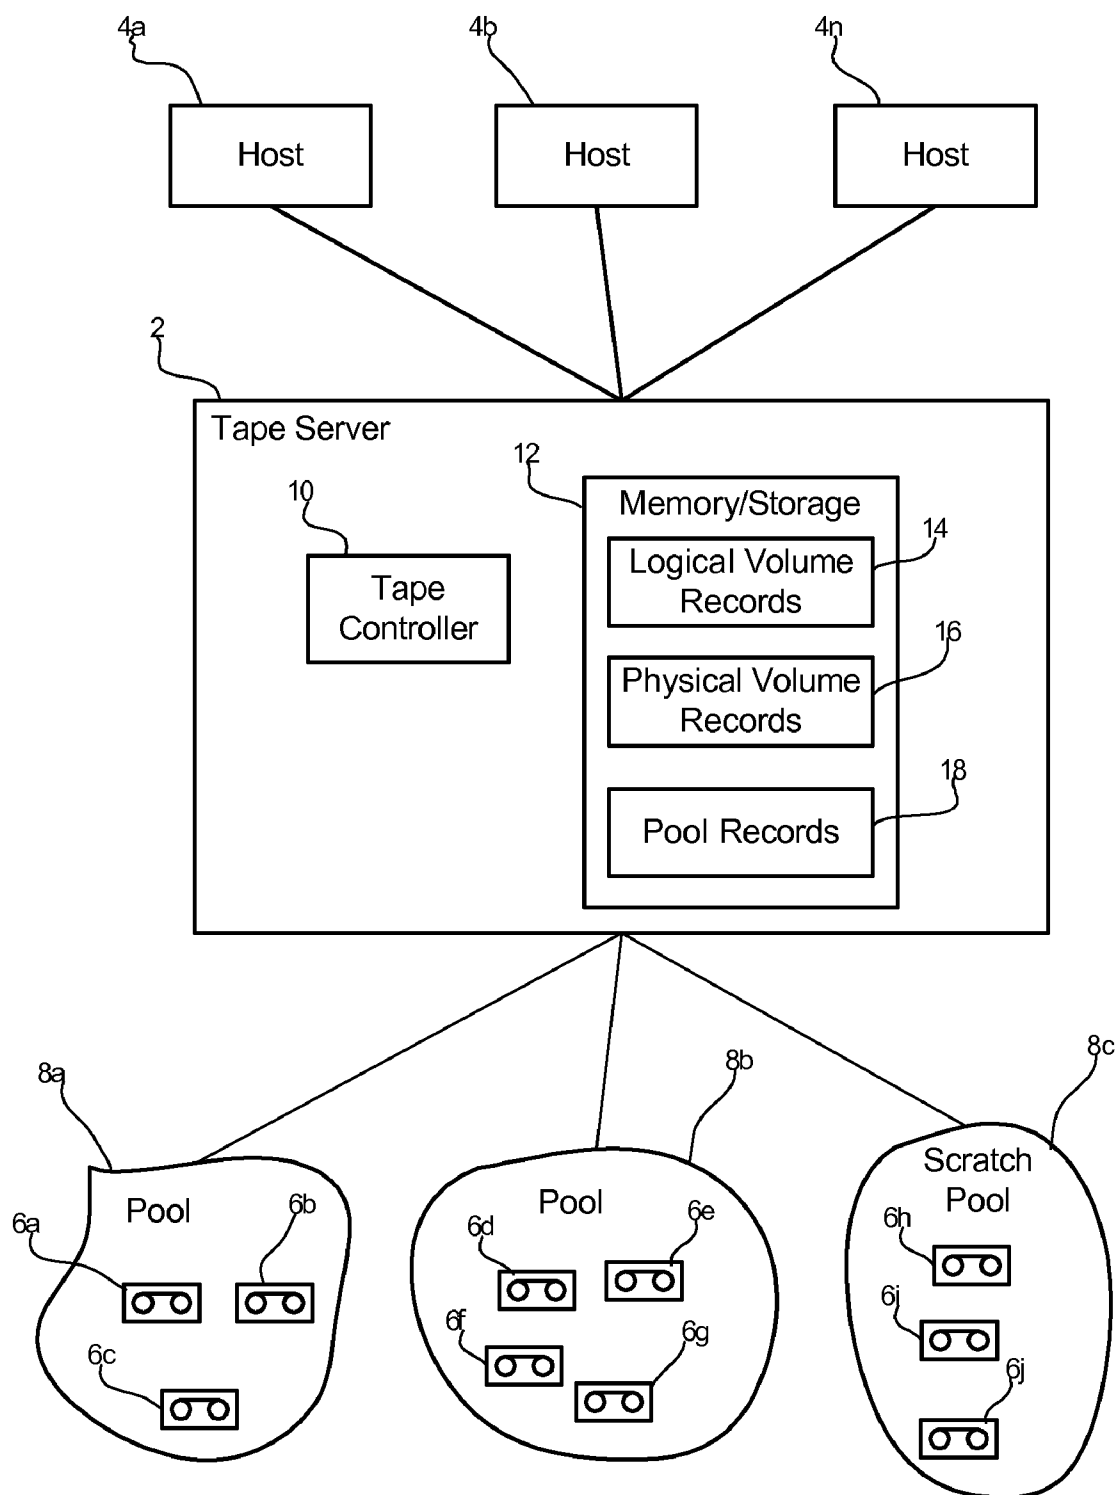 4a
4b
4n
Host
Host
Host
2
Tape Server
12
10
Memory/Storage
14
Logical Volume
Records
Tape
Controller
16
Physical Volume
Records
18
Pool Records
8a
8b
8c
Scratch
Pool
Pool
Pool
6a
6b
6d
6e
6h
6f
6g
6i
6c
6j